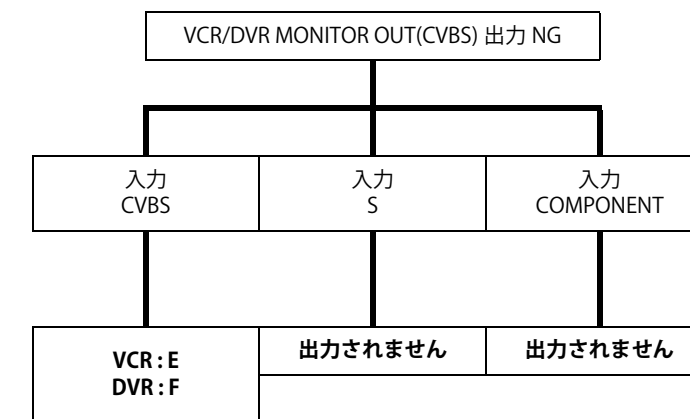 VCR/DVR MONITOR OUT(CVBS) 出力 NG
入力
CVBS
入力
S
入力
COMPONENT
VCR : E
DVR : F
出力されません
出力されません